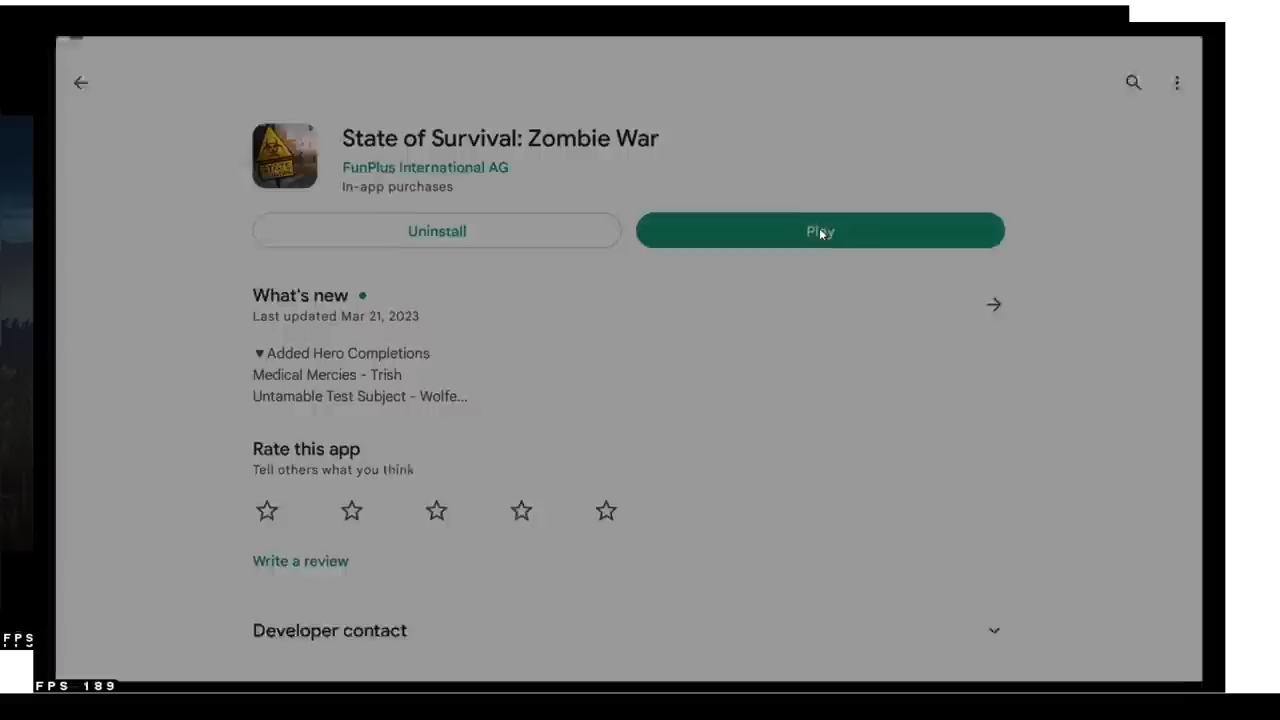 State of Survival: Zombie War
FunPlus International AG
In-app purchases
Uninstall
Play
What's new
Last updated Mar 21, 2023
▼Added Hero Completions
Medical Mercies - Trish
Untamable Test Subject - Wolfe...
Rate this app
Tell others what you think
Write a review
Developer contact
FPS
FPS 189